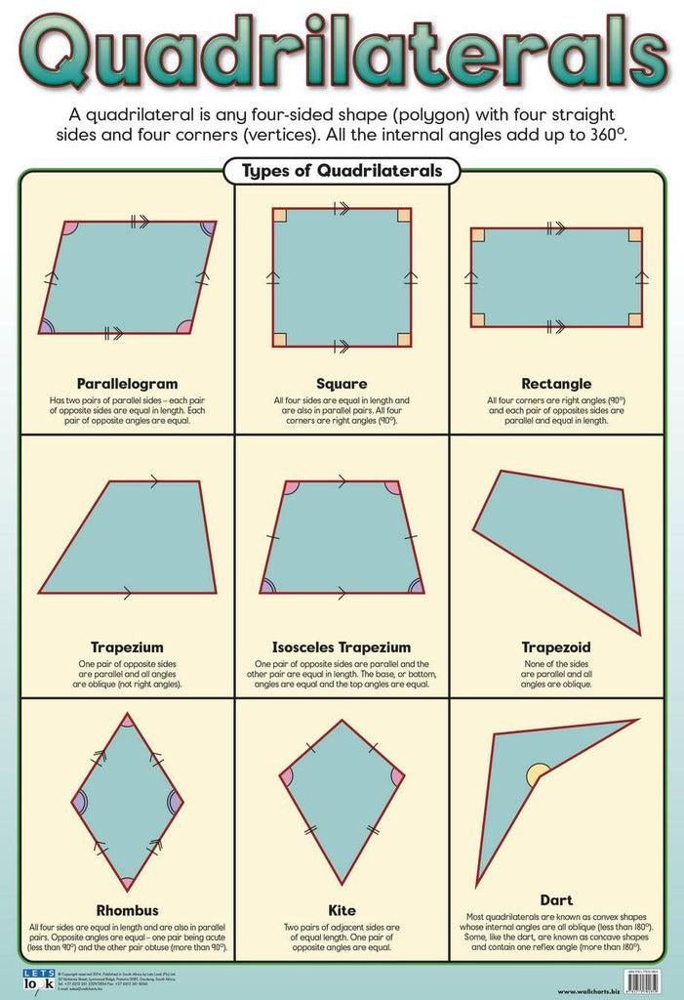 Quadrilaterals
A quadrilateral is any four-sided shape (polygon) with four straight
sides and four corners (vertices). All the internal angles add up to 360º.
Types of Quadrilaterals
Parallelogram
Has two pairs of parallel sides – each pair
of opposite sides are equal in length. Each
pair of opposite angles are equal.
Square
All four sides are equal in length and
are also in parallel pairs. All four
corners are right angles (90º).
Rectangle
All four corners are right angles (90º)
and each pair of opposites sides are
parallel and equal in length.
Trapezium
One pair of opposite sides
are parallel and all angles
are oblique (not right angles).
Isosceles Trapezium
One pair of opposite sides are parallel and the
other pair are equal in length. The base, or bottom,
angles are equal and the top angles are equal.
Trapezoid
None of the sides
are parallel and all
angles are oblique.
Rhombus
All four sides are equal in length and are also in parallel
pairs. Opposite angles are equal – one pair being acute
(less than 90º) and the other pair obtuse (more than 90º).
Kite
Two pairs of adjacent sides are
of equal length. One pair of
opposite angles are equal.
Dart
Most quadrilaterals are known as convex shapes
whose internal angles are all oblique (less than 180º).
Some, like the dart, are known as concave shapes
and contain one reflex angle (more than 180º).
LETS
look
© Copyright reserved 2014. Published in South Africa by Lets Look (Pty) Ltd.
www.wallcharts.biz